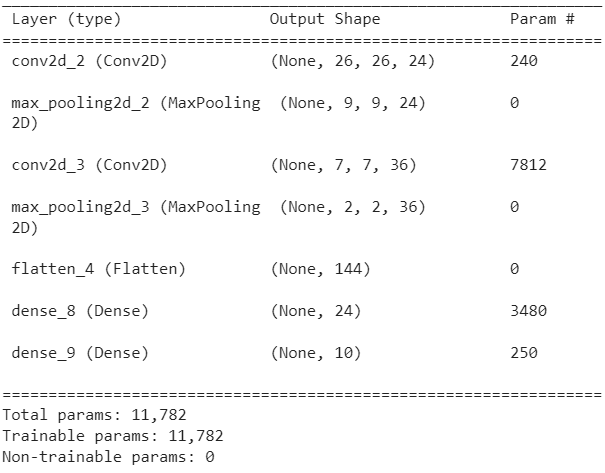 Layer (type) Output Shape Param #
=================================================================
conv2d_2 (Conv2D) (None, 26, 26, 24) 240
max_pooling2d_2 (MaxPooling (None, 9, 9, 24) 0
2D)
conv2d_3 (Conv2D) (None, 7, 7, 36) 7812
max_pooling2d_3 (MaxPooling (None, 2, 2, 36) 0
2D)
flatten_4 (Flatten) (None, 144) 0
dense_8 (Dense) (None, 24) 3480
dense_9 (Dense) (None, 10) 250
=================================================================
Total params: 11,782
Trainable params: 11,782
Non-trainable params: 0